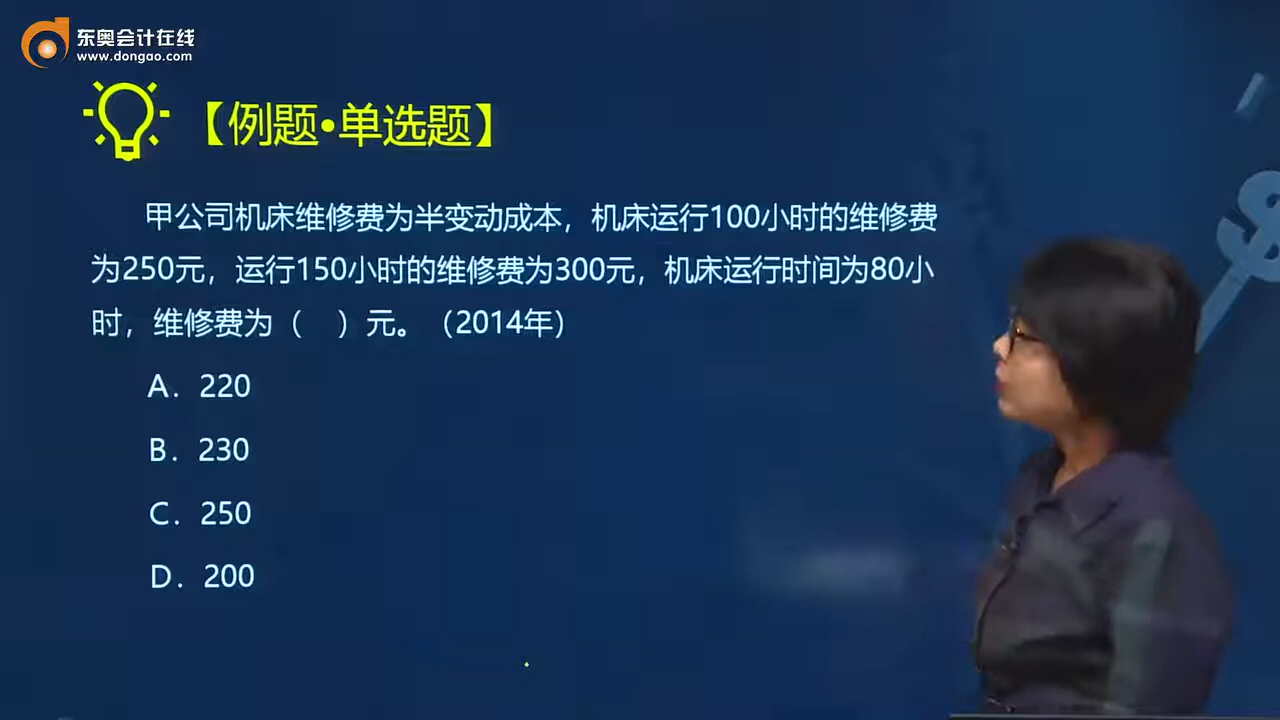 东奥会计在线
www.dongao.com
【例题•单选题】
甲公司机床维修费为半变动成本，机床运行100小时的维修费
为250元，运行150小时的维修费为300元，机床运行时间为80小
时，维修费为（　）元。（2014年）
A．220
B．230
C．250
D．200